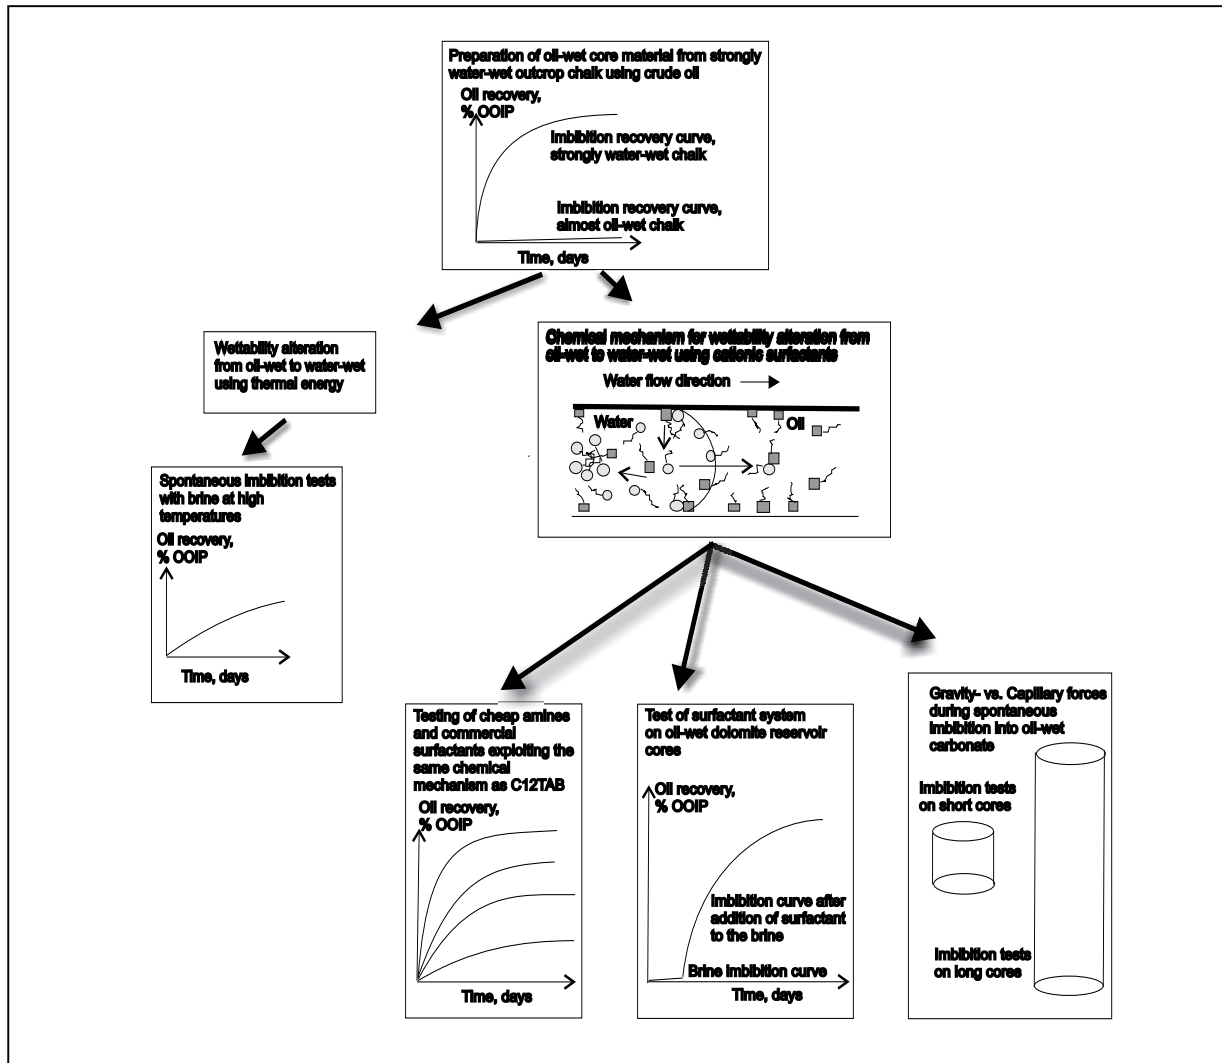 Preparation of oil-wet core material from strongly
water-wet outcrop chalk using crude oil
Oil recovery,
% OOIP
Imbibition recovery curve,
strongly water-wet chalk
Imbibition recovery curve,
almost oil-wet chalk
Time, days
Wettability alteration
from oil-wet to water-wet
using thermal energy
Chemical mechanism for wettability alteration from
oil-wet to water-wet using cationic surfactants
Water flow direction
Water
Oil
Spontaneous imbibition tests
with brine at high
temperatures
Oil recovery,
% OOIP
Time, days
Testing of cheap amines
and commercial
surfactants exploiting the
same chemical
mechanism as C12TAB
Oil recovery,
% OOIP
Time, days
Test of surfactant system
on oil-wet dolomite reservoir
cores
Oil recovery,
% OOIP
Imbibition curve after
addition of surfactant
to the brine
Brine imbibition curve
Time, days
Gravity- vs. Capillary forces
during spontaneous
imbibition into oil-wet
carbonate
Imbibition tests
on short cores
Imbibition tests
on long cores